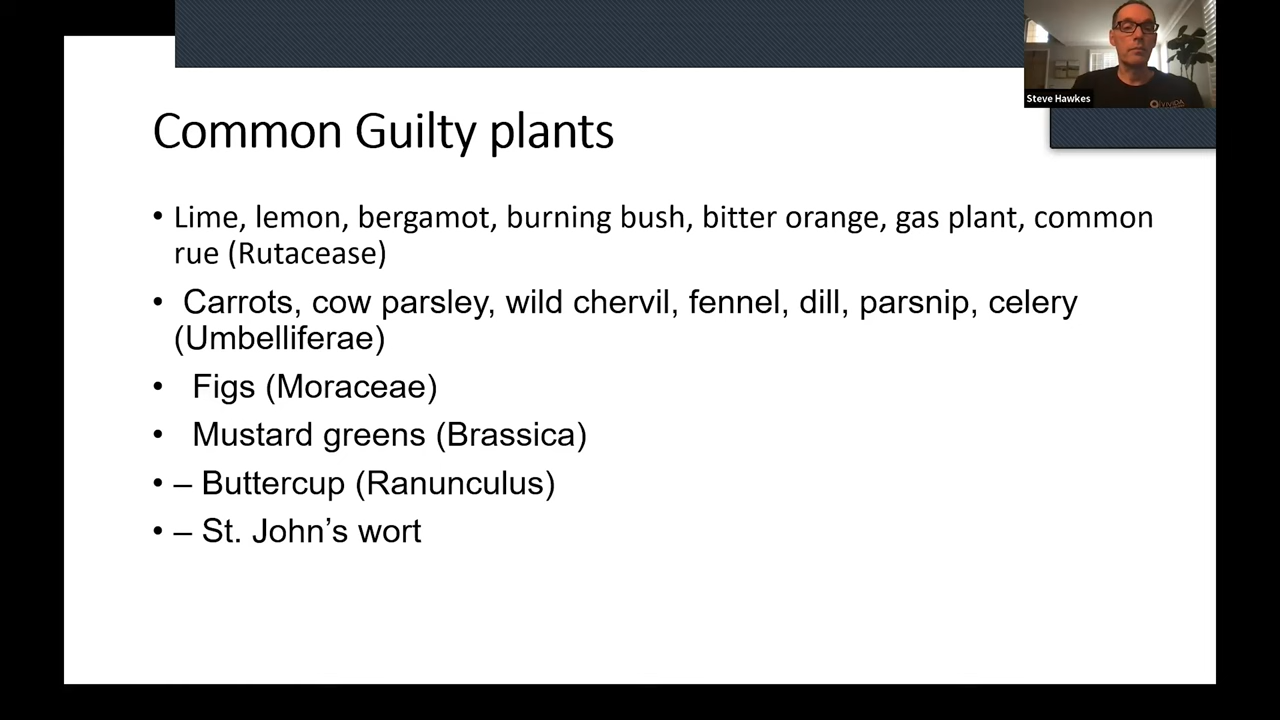 Steve Hawkes
Common Guilty plants
• Lime, lemon, bergamot, burning bush, bitter orange, gas plant, common
rue (Rutacease)
• Carrots, cow parsley, wild chervil, fennel, dill, parsnip, celery
(Umbelliferae)
• Figs (Moraceae)
• Mustard greens (Brassica)
• – Buttercup (Ranunculus)
• – St. John’s wort